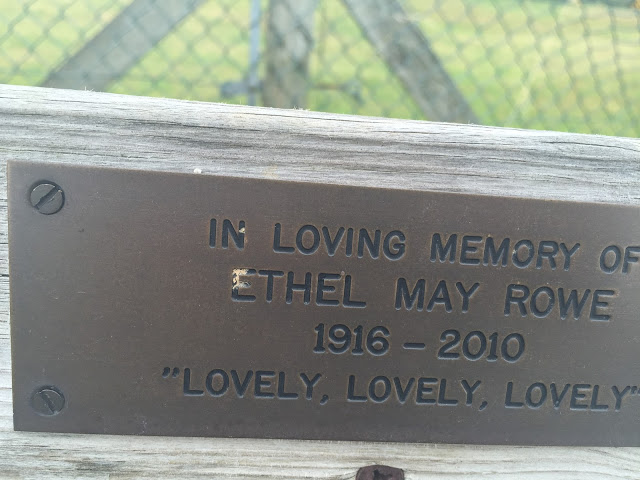 IN LOVING MEMORY OF
ETHEL MAY ROWE
1916 – 2010
"LOVELY, LOVELY, LOVELY"